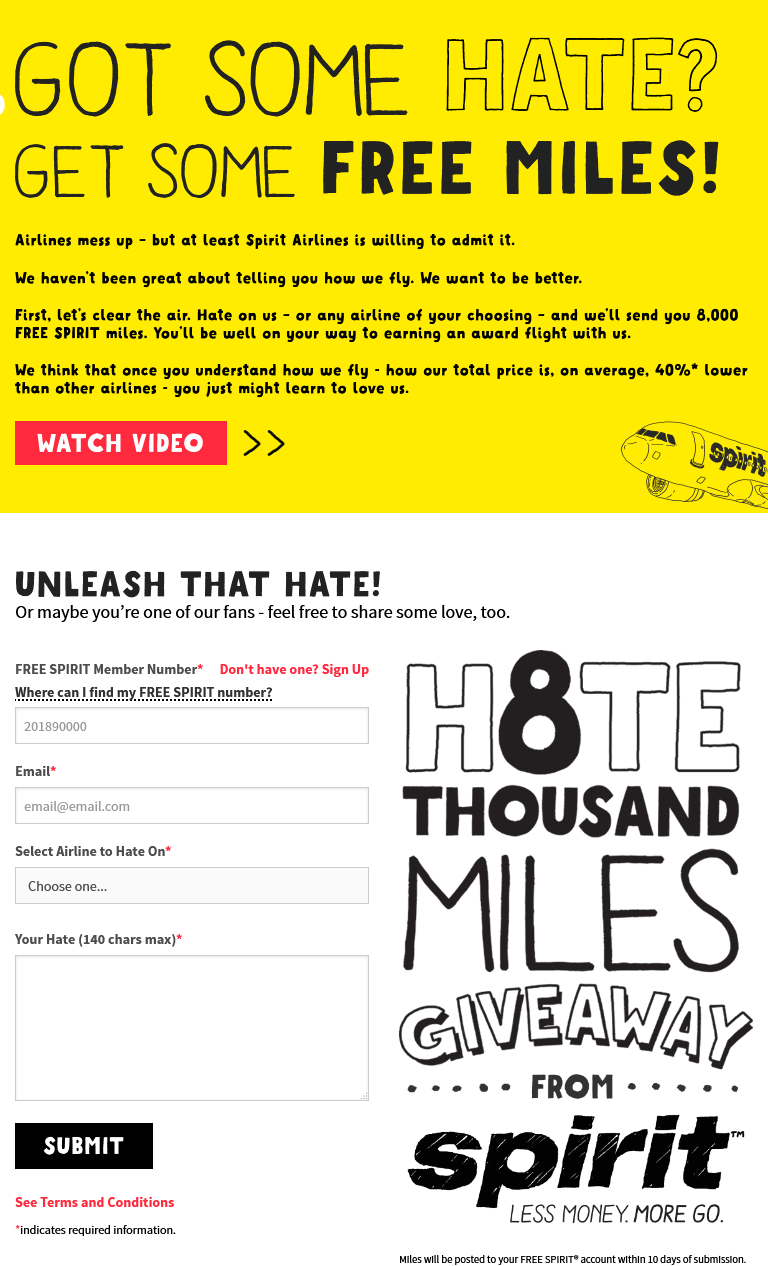 GOT SOME HATE?
GET SOME FREE MILES!
Airlines mess up – but at least Spirit Airlines is willing to admit it.
We haven't been great about telling you how we fly. We want to be better.
First, let's clear the air. Hate on us – or any airline of your choosing – and we'll send you 8,000
FREE SPIRIT miles. You'll be well on your way to earning an award flight with us.
We think that once you understand how we fly - how our total price is, on average, 40%* lower
than other airlines - you just might learn to love us.
WATCH VIDEO >>
spirit
UNLEASH THAT HATE!
Or maybe you're one of our fans - feel free to share some love, too.
FREE SPIRIT Member Number* Don't have one? Sign Up
Where can I find my FREE SPIRIT number?
201890000
Email*
email@email.com
Select Airline to Hate On*
Choose one...
Your Hate (140 chars max)*
SUBMIT
See Terms and Conditions
*indicates required information.
H8TE
THOUSAND
MILES
GIVEAWAY
FROM
spirit™
LESS MONEY. MORE GO.
Miles will be posted to your FREE SPIRIT® account within 10 days of submission.